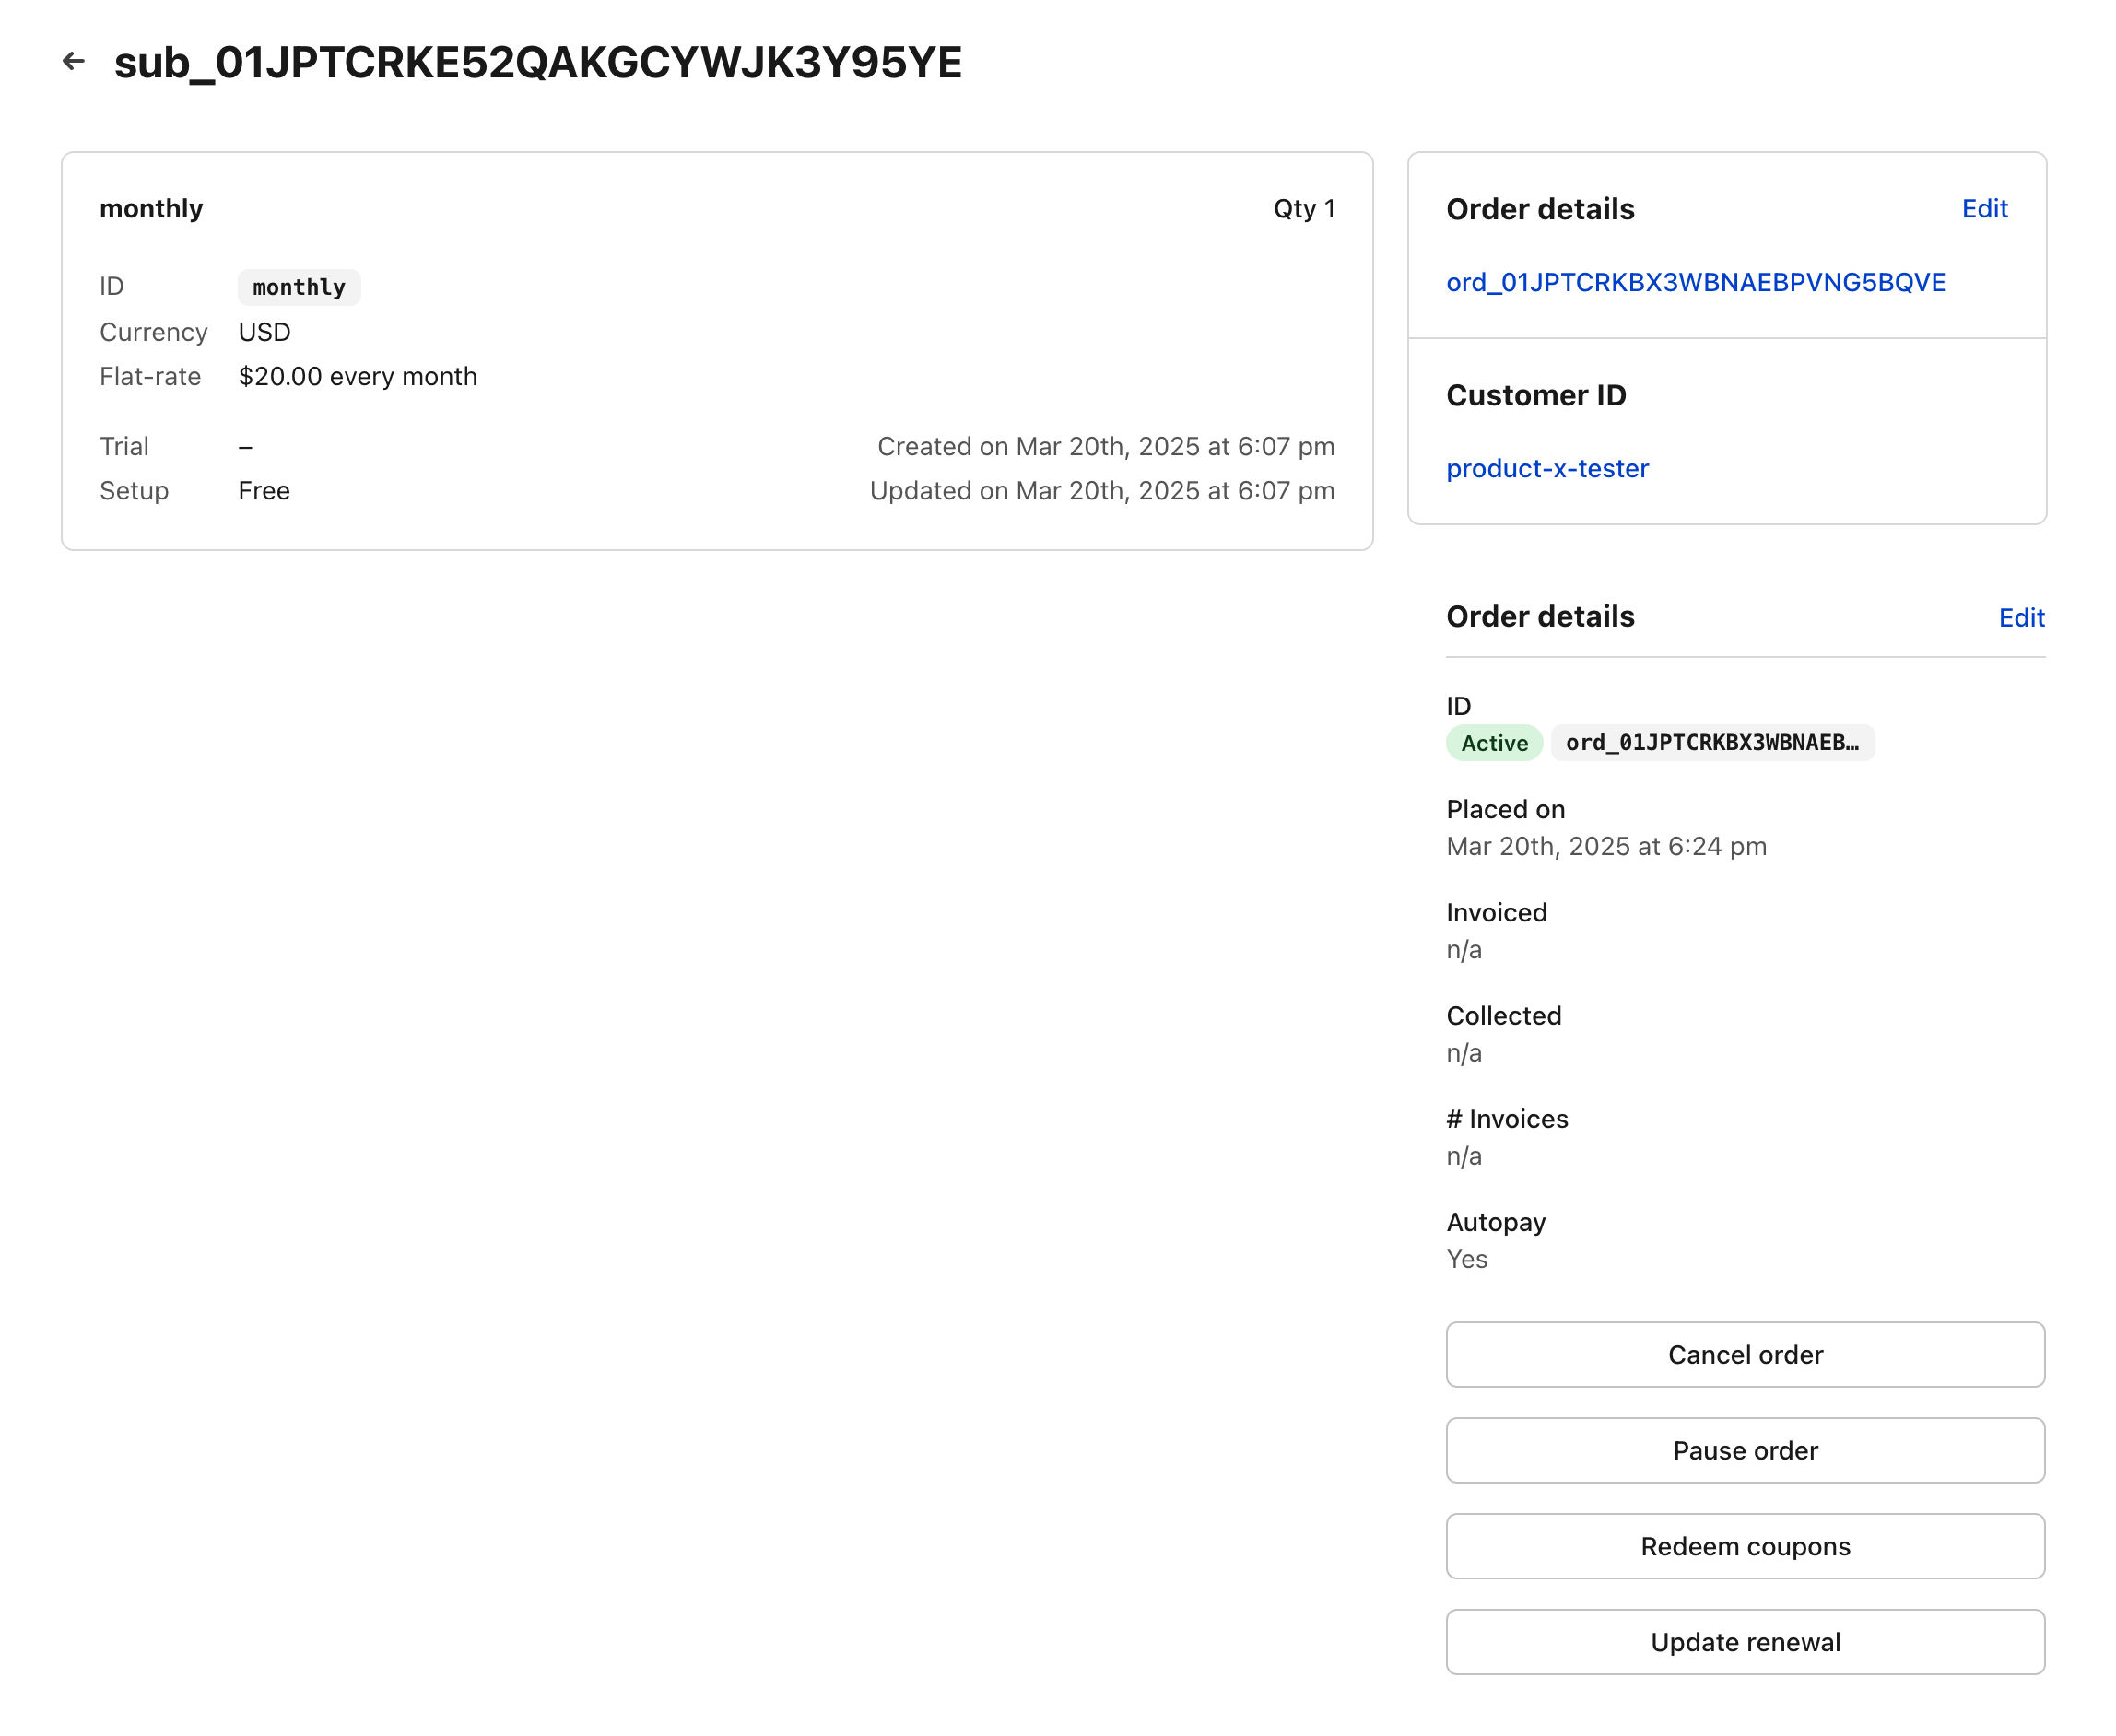 sub_01JPTCRKE52QAKGCYWJK3Y95YE
monthly Qty 1
ID monthly
Currency USD
Flat-rate $20.00 every month
Trial – Created on Mar 20th, 2025 at 6:07 pm
Setup Free Updated on Mar 20th, 2025 at 6:07 pm
Order details Edit
ord_01JPTCRKBX3WBNAEBPVNG5BQVE
Customer ID
product-x-tester
Order details Edit
ID
Active ord_01JPTCRKBX3WBNAEB…
Placed on
Mar 20th, 2025 at 6:24 pm
Invoiced
n/a
Collected
n/a
# Invoices
n/a
Autopay
Yes
Cancel order
Pause order
Redeem coupons
Update renewal